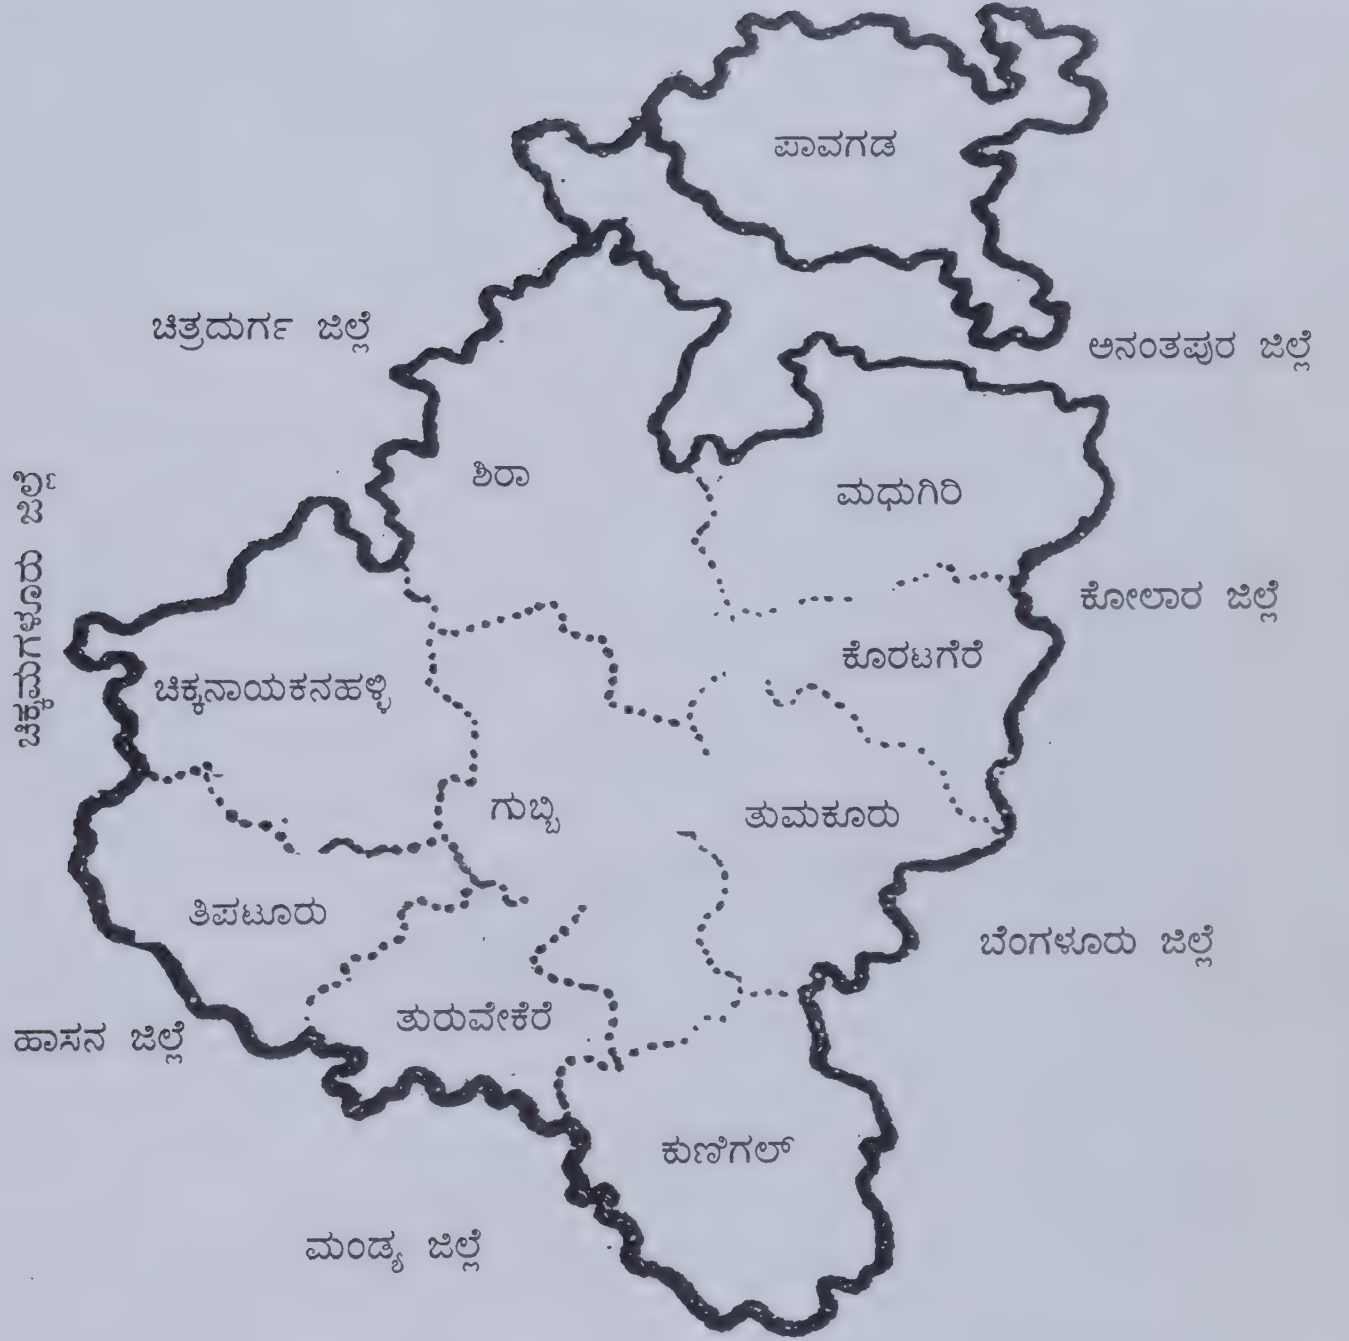 ಪಾವಗಡ
ಚಿತ್ರದುರ್ಗ ಜಿಲ್ಲೆ
ಅನಂತಪುರ ಜಿಲ್ಲೆ
ಶಿರಾ
ಮಧುಗಿರಿ
ಚಿಕ್ಕಮಗಳೂರು ಜಿಲ್ಲೆ
ಕೋಲಾರ ಜಿಲ್ಲೆ
ಕೊರಟಗೆರೆ
ಚಿಕ್ಕನಾಯಕನಹಳ್ಳಿ
ಗುಬ್ಬಿ
ತುಮಕೂರು
ತಿಪಟೂರು
ಬೆಂಗಳೂರು ಜಿಲ್ಲೆ
ತುರುವೇಕೆರೆ
ಹಾಸನ ಜಿಲ್ಲೆ
ಕುಣಿಗಲ್
ಮಂಡ್ಯ ಜಿಲ್ಲೆ